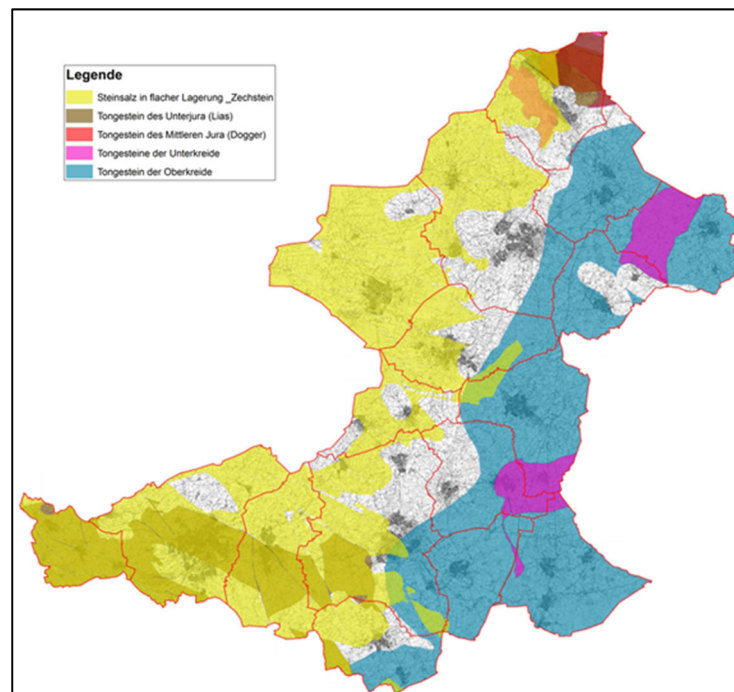 Legende
Steinsalz in flacher Lagerung _Zechstein
Tongestein des Unterjura (Lias)
Tongestein des Mittleren Jura (Dogger)
Tongesteine der Unterkreide
Tongestein der Oberkreide